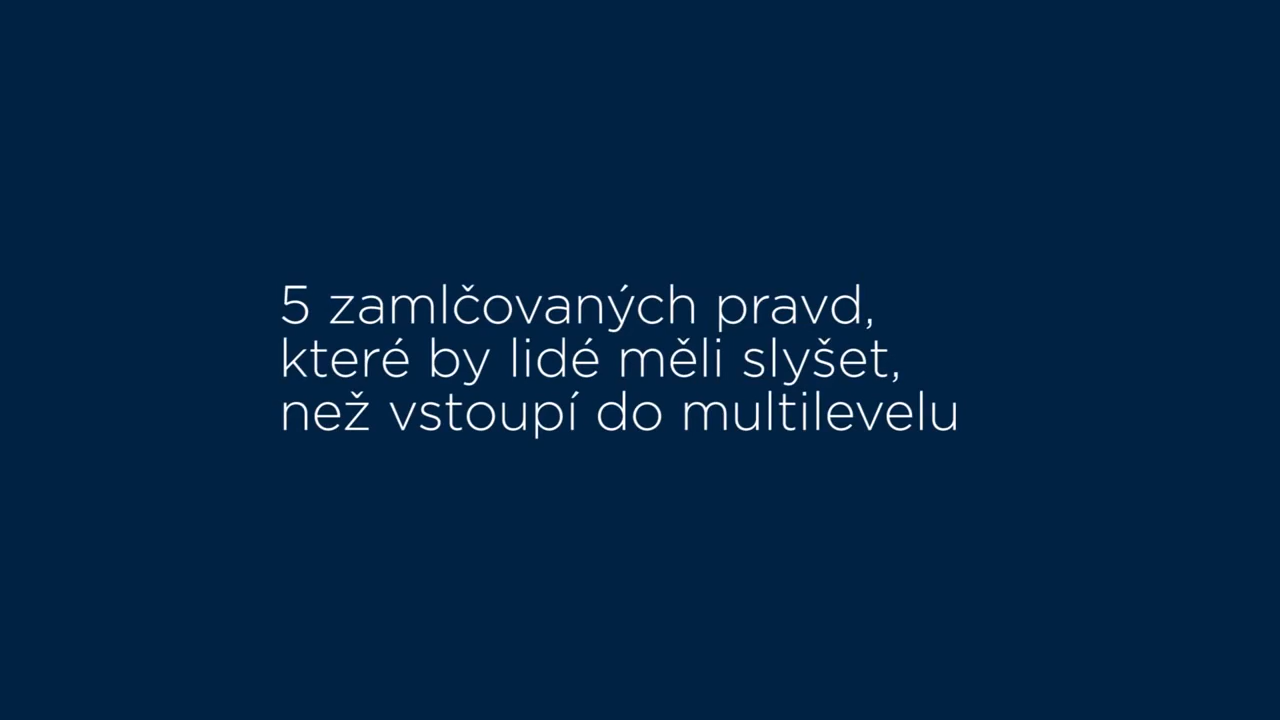 5 zamlčovaných pravd,
které by lidé měli slyšet,
než vstoupí do multilevelu